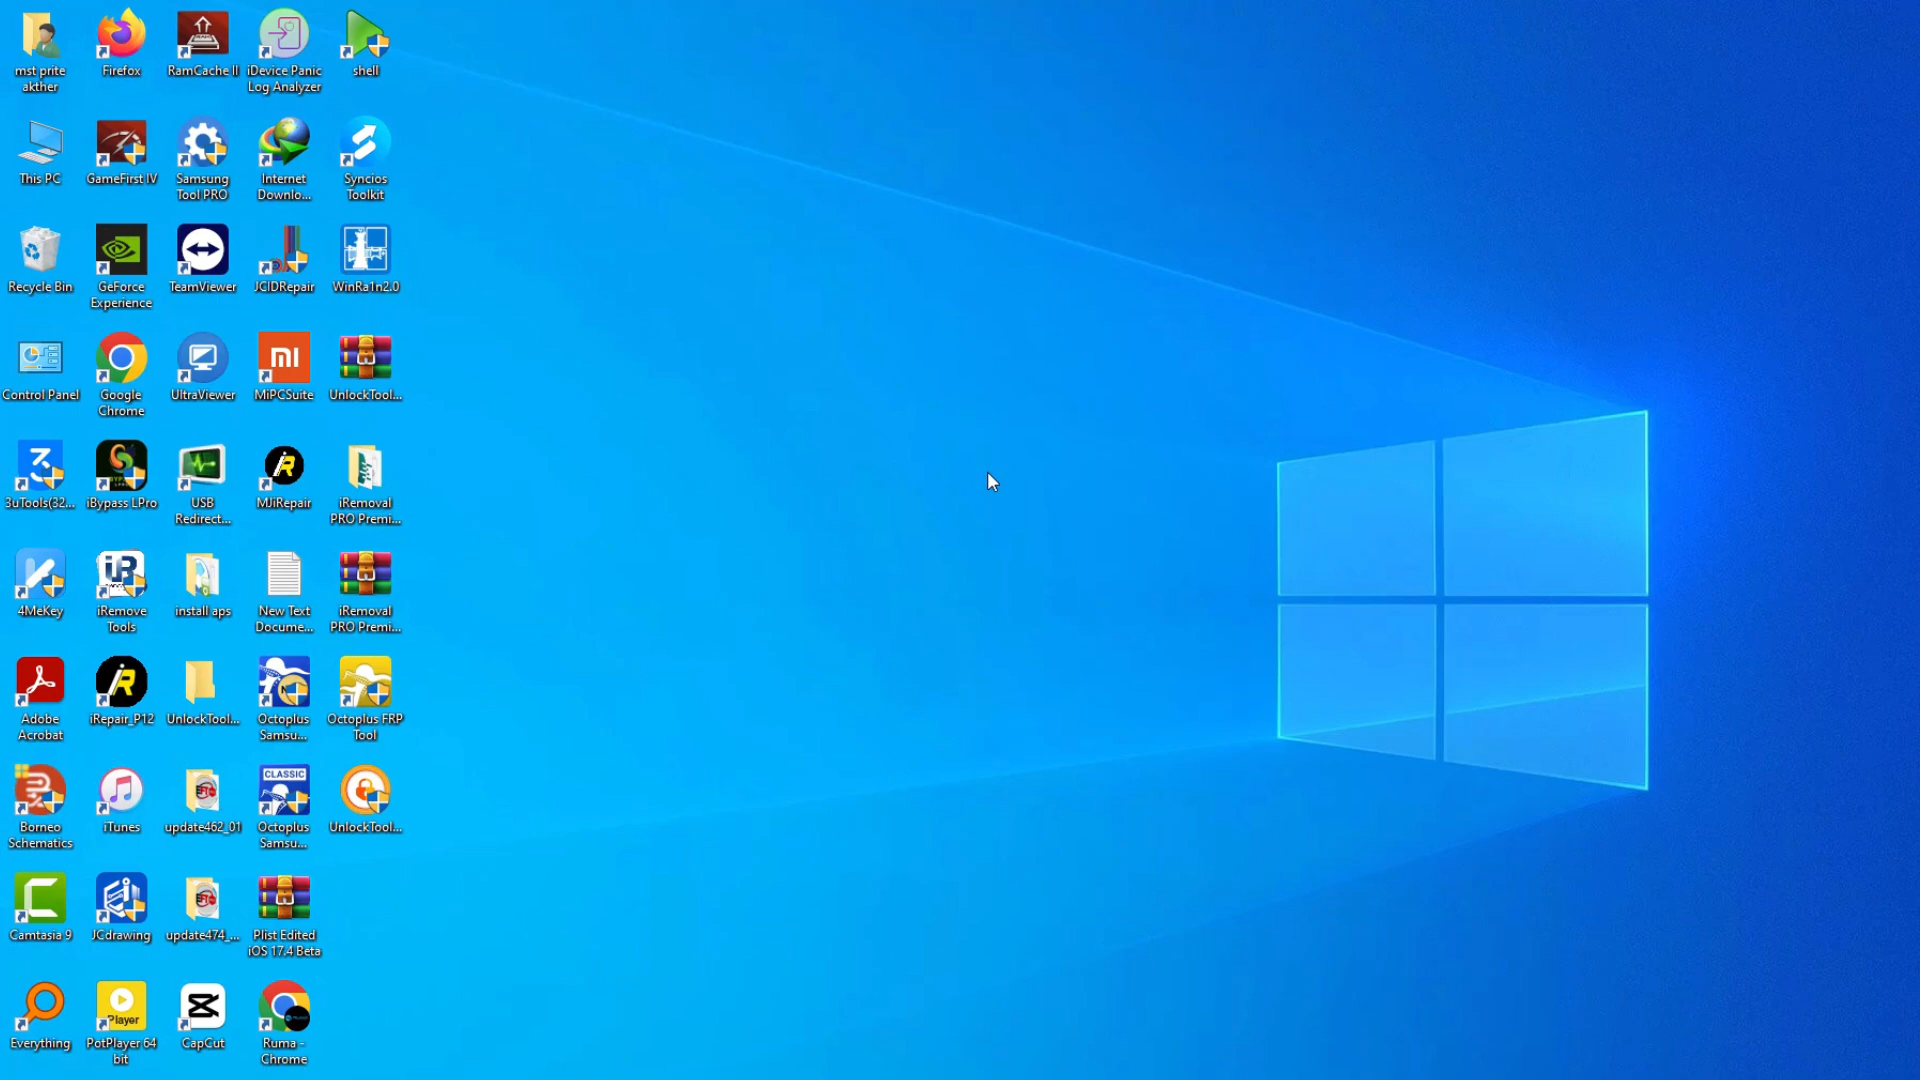 mst prite
akther
Firefox
RamCache II
iDevice Panic
Log Analyzer
shell
This PC
GameFirst IV
Samsung
Tool PRO
Internet
Downlo...
Syncios
Toolkit
Recycle Bin
GeForce
Experience
TeamViewer
JCIDRepair
WinRa1n2.0
Control Panel
Google
Chrome
UltraViewer
mi
MiPCSuite
UnlockTool...
3uTools(32...
iBypass LPro
USB
Redirect...
MJiRepair
iRemoval
PRO Premi...
4MeKey
iR
iRemove
Tools
install aps
New Text
Docume...
iRemoval
PRO Premi...
Adobe
Acrobat
iRepair_P12
UnlockTool...
Octoplus
Samsu...
Octoplus FRP
Tool
Borneo
Schematics
iTunes
update462_01
CLASSIC
Octoplus
Samsu...
UnlockTool...
Camtasia 9
JCdrawing
update474_...
Plist Edited
iOS 17.4 Beta
Everything
Player
PotPlayer 64
bit
CapCut
Ruma -
Chrome